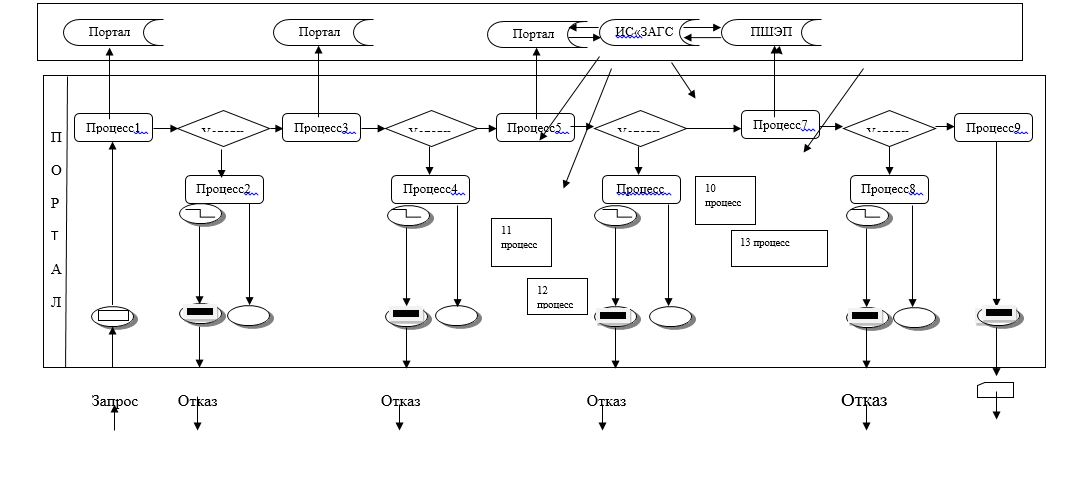 Портал
Портал
Портал
ИС«ЗАГС
ПШЭП
П
О
Р
Т
А
Л
Процесс1
Процесс3
Процесс5
Процесс7
Процесс9
Процесс2
Процесс4
Процесс
Процесс8
10
процесс
11
процесс
13 процесс
12
процесс
Запрос
Отказ
Отказ
Отказ
Отказ